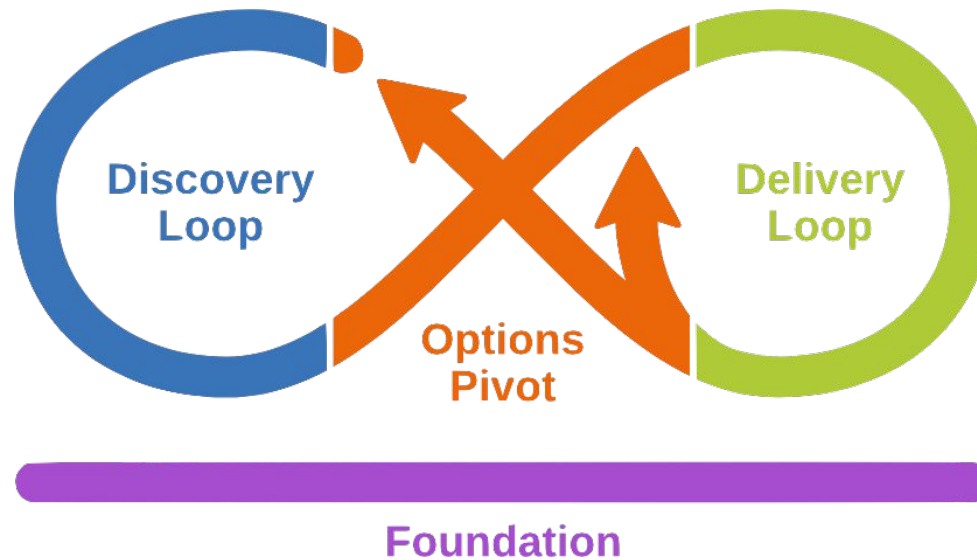 Discovery
Loop
Delivery
Loop
Options
Pivot
Foundation